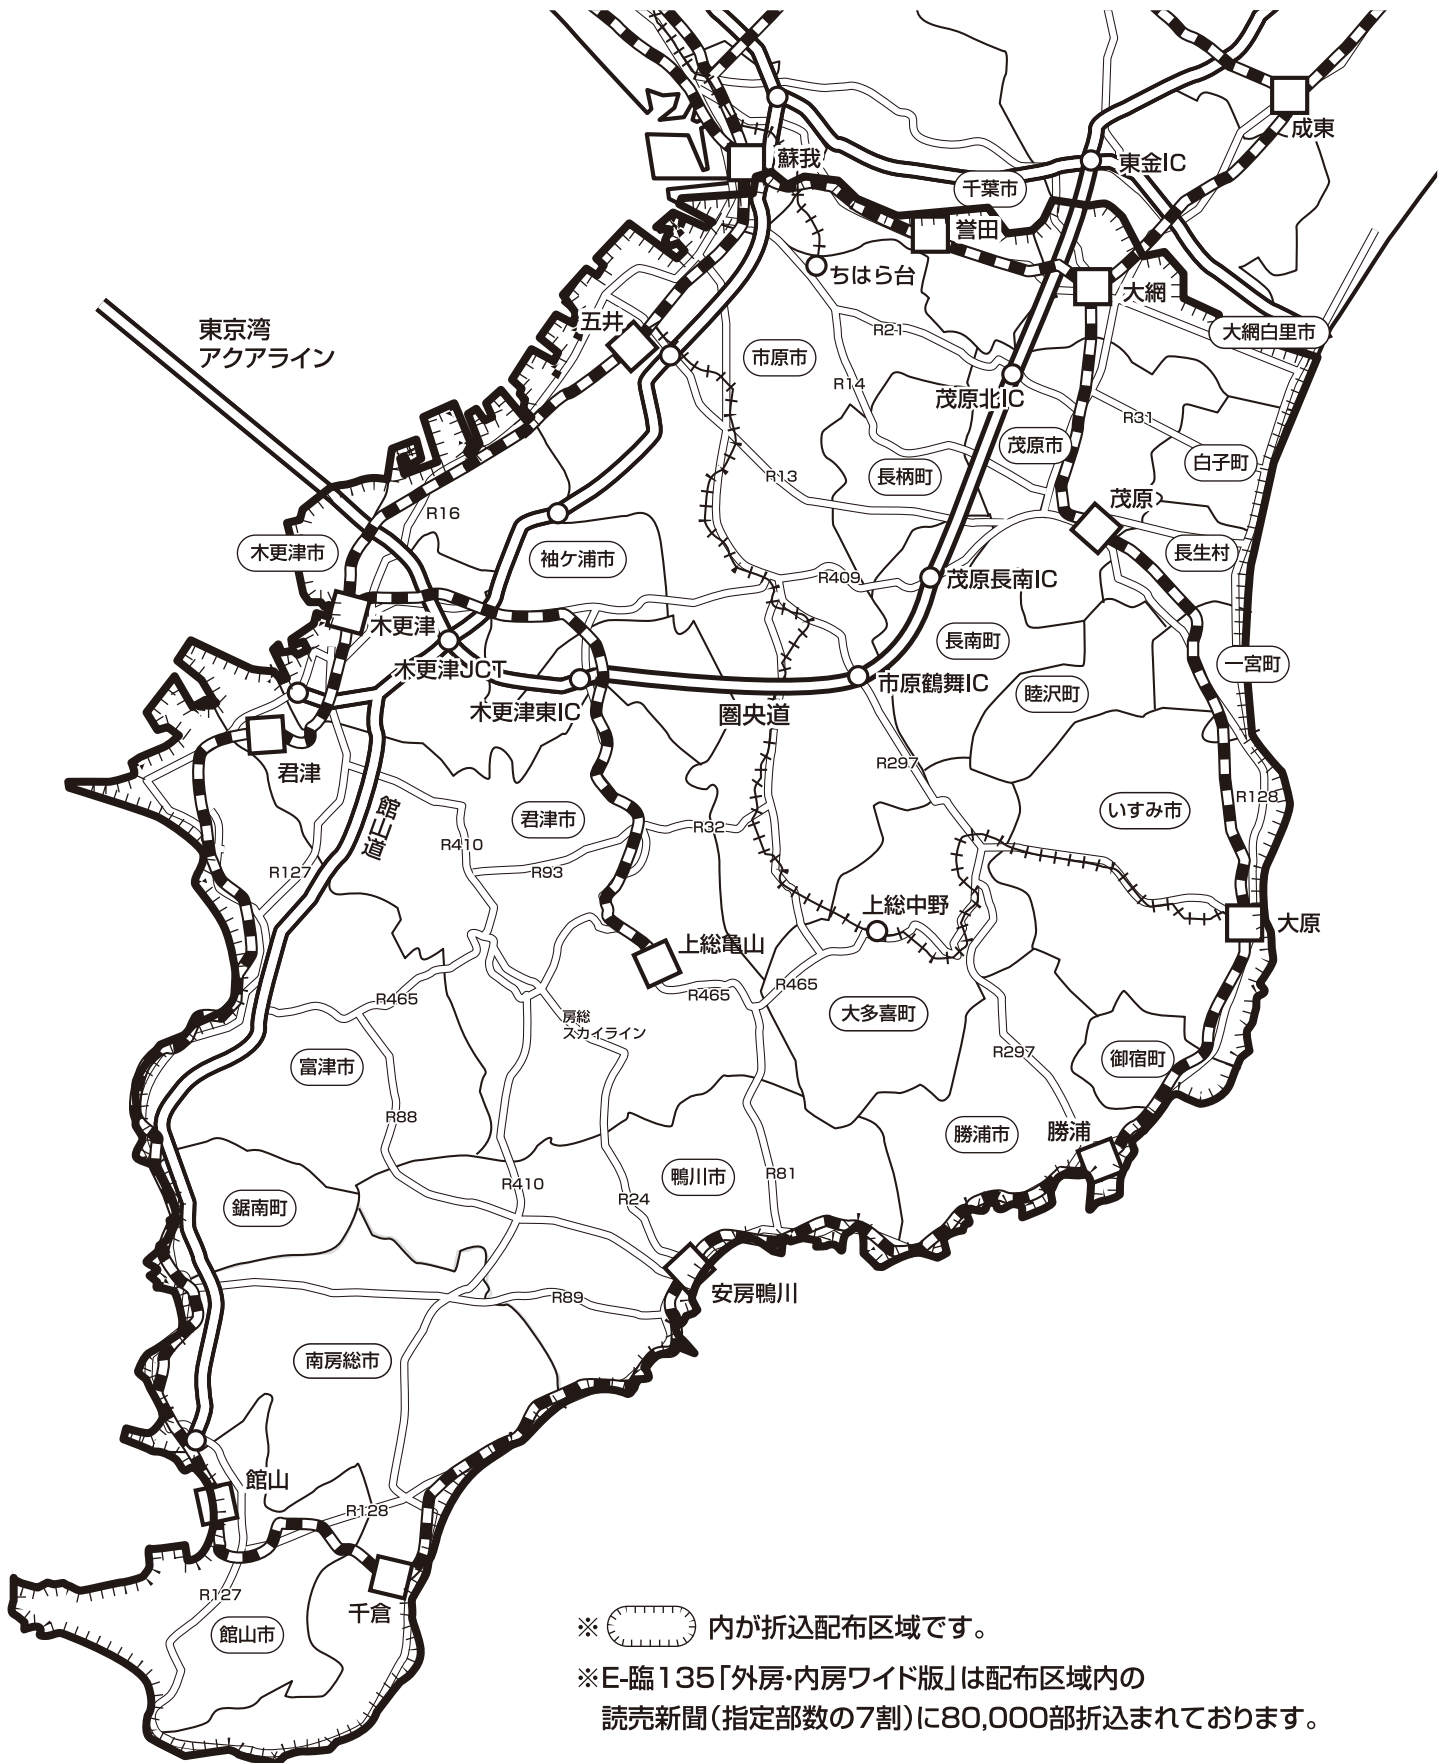 成東
蘇我
東金IC
千葉市
誉田
ちはら台
大網
東京湾
アクアライン
五井
大網白里市
R21
市原市
R14
茂原北IC
R31
茂原市
白子町
長柄町
R13
茂原
R16
木更津市
袖ケ浦市
長生村
R409
茂原長南IC
木更津
長南町
木更津JCT
一宮町
市原鶴舞IC
睦沢町
木更津東IC
圏央道
君津
R297
R128
館山道
君津市
いすみ市
R32
R410
R93
R127
上総中野
大原
上総亀山
R465
R465
R465
大多喜町
房総
スカイライン
R297
御宿町
富津市
R88
勝浦市
勝浦
鴨川市
R81
R410
R24
鋸南町
安房鴨川
R89
南房総市
館山
R128
R127
千倉
館山市
※ 内が折込配布区域です。
※E-臨135「外房・内房ワイド版」は配布区域内の
読売新聞(指定部数の7割)に80,000部折込まれております。